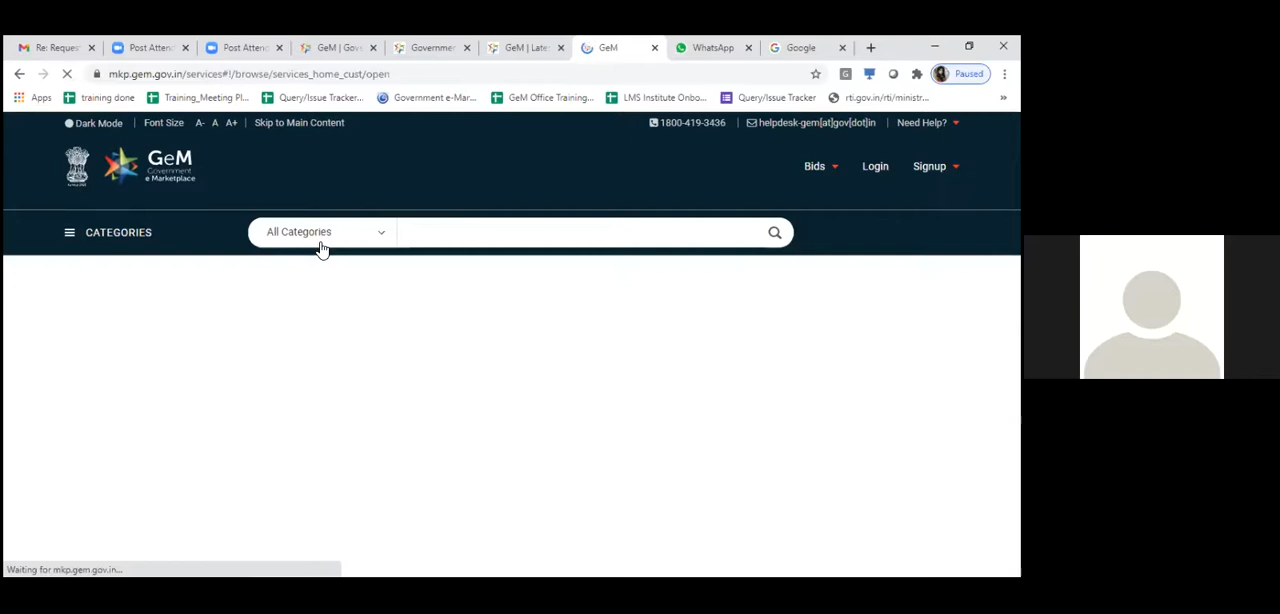 Re: Reques
Post Atten
Post Atten
GeM | Gov
Governme
GeM | Late
GeM
WhatsApp
Google
mkp.gem.gov.in/services#!/browse/services_home_cust/open
Paused
Apps
training done
Training_Meeting Pl...
Query/Issue Tracker...
Government e-Mar...
GeM Office Training...
LMS Institute Onbo...
Query/Issue Tracker
rti.gov.in/rti/ministr...
»
Dark Mode | Font Size A- A A+ | Skip to Main Content
1800-419-3436 | helpdesk-gem[at]gov[dot]in | Need Help?
GeM
Government
e Marketplace
Bids
Login
Signup
CATEGORIES
All Categories
Waiting for mkp.gem.gov.in...